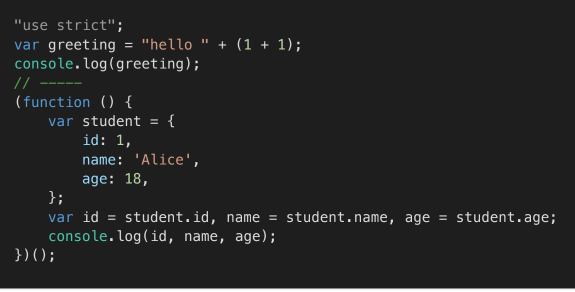 "use strict";
var greeting = "hello " + (1 + 1);
console.log(greeting);
// -----
(function () {
    var student = {
        id: 1,
        name: 'Alice',
        age: 18,
    };
    var id = student.id, name = student.name, age = student.age;
    console.log(id, name, age);
})();